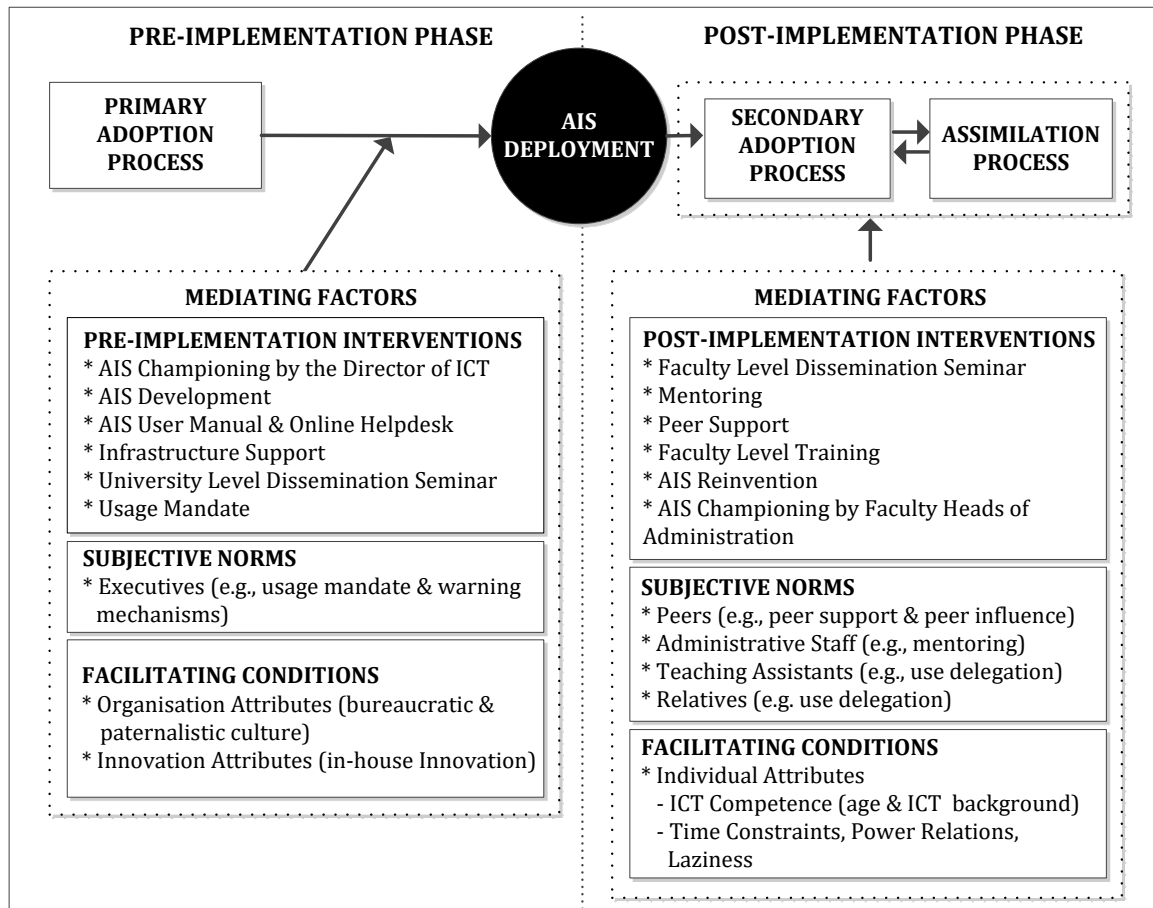 PRE-IMPLEMENTATION PHASE
PRIMARY
ADOPTION
PROCESS
AIS
DEPLOYMENT
MEDIATING FACTORS
PRE-IMPLEMENTATION INTERVENTIONS
* AIS Championing by the Director of ICT
* AIS Development
* AIS User Manual & Online Helpdesk
* Infrastructure Support
* University Level Dissemination Seminar
* Usage Mandate
SUBJECTIVE NORMS
* Executives (e.g., usage mandate & warning
mechanisms)
FACILITATING CONDITIONS
* Organisation Attributes (bureaucratic &
paternalistic culture)
* Innovation Attributes (in-house Innovation)
POST-IMPLEMENTATION PHASE
SECONDARY
ADOPTION
PROCESS
ASSIMILATION
PROCESS
MEDIATING FACTORS
POST-IMPLEMENTATION INTERVENTIONS
* Faculty Level Dissemination Seminar
* Mentoring
* Peer Support
* Faculty Level Training
* AIS Reinvention
* AIS Championing by Faculty Heads of
Administration
SUBJECTIVE NORMS
* Peers (e.g., peer support & peer influence)
* Administrative Staff (e.g., mentoring)
* Teaching Assistants (e.g., use delegation)
* Relatives (e.g. use delegation)
FACILITATING CONDITIONS
* Individual Attributes
- ICT Competence (age & ICT background)
- Time Constraints, Power Relations,
Laziness